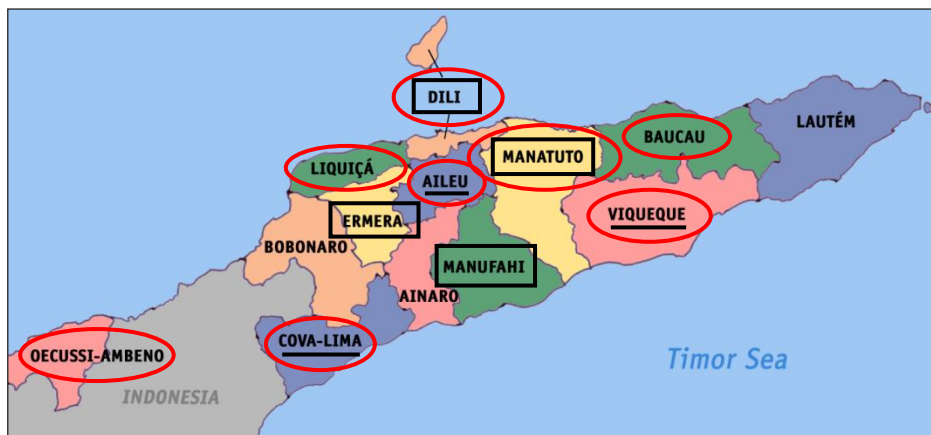 DILI
LAUTÉM
BAUCAU
MANATUTO
LIQUIÇÁ
AILEU
VIQUEQUE
ERMERA
BOBONARO
MANUFAHI
AINARO
COVA-LIMA
OECUSSI-AMBENO
Timor Sea
INDONESIA